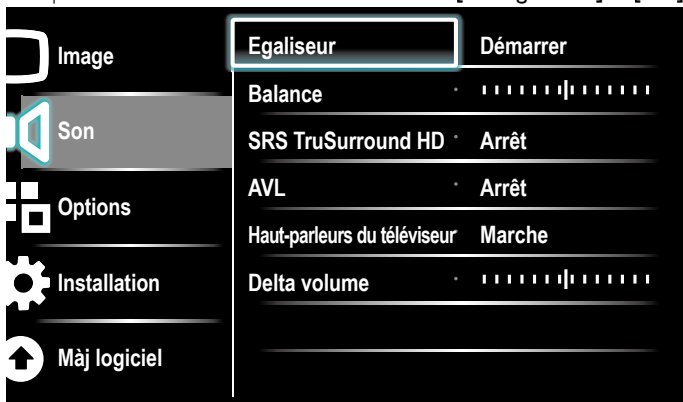 Image
Son
Options
Installation
Màj logiciel
Egaliseur Démarrer
Balance
SRS TruSurround HD Arrêt
AVL Arrêt
Haut-parleurs du téléviseur Marche
Delta volume